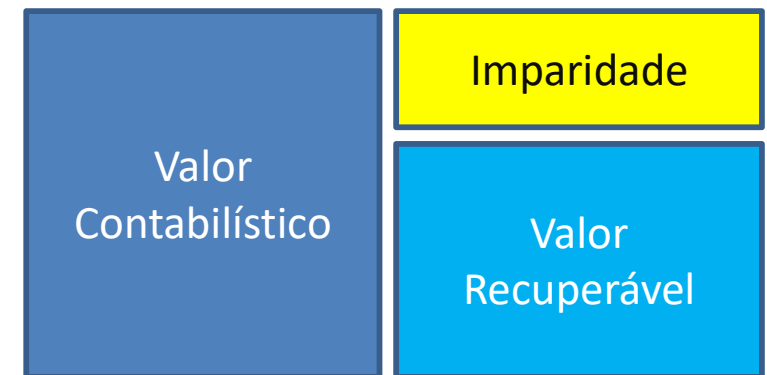 Valor
Contabilístico
Imparidade
Valor
Recuperável